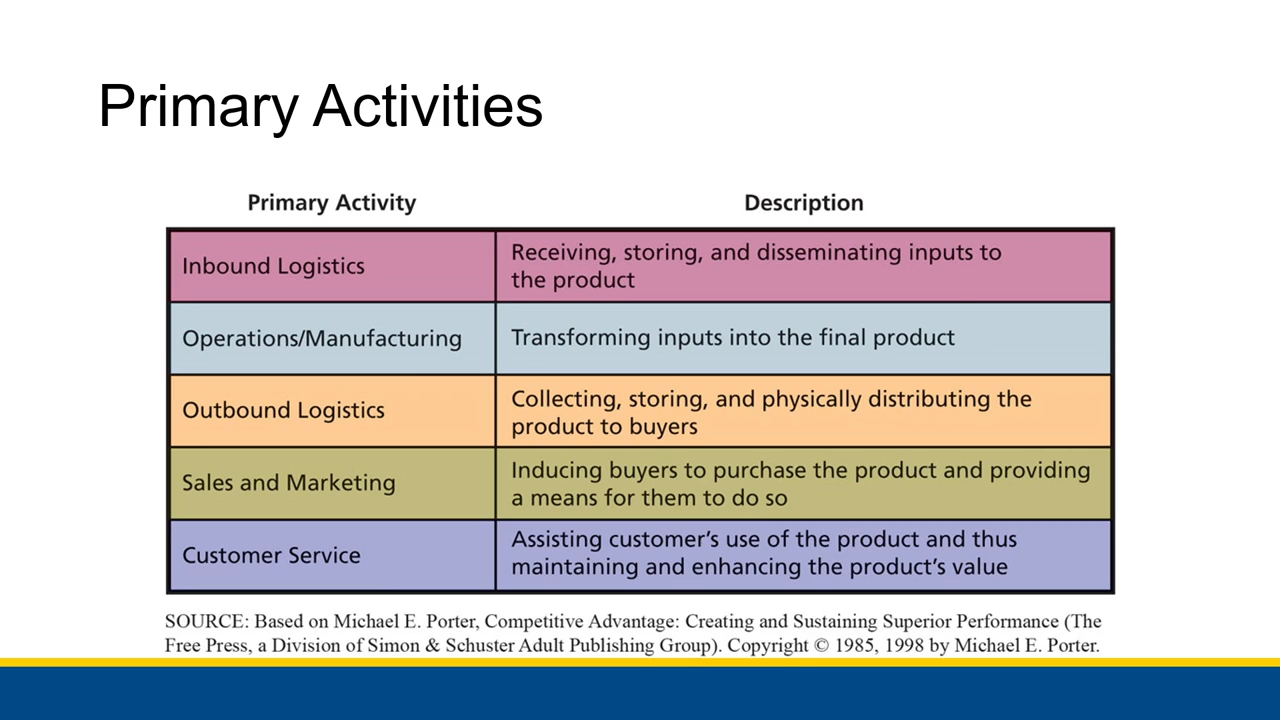 Primary Activities
Primary Activity
Description
Inbound Logistics
Receiving, storing, and disseminating inputs to
the product
Operations/Manufacturing
Transforming inputs into the final product
Outbound Logistics
Collecting, storing, and physically distributing the
product to buyers
Sales and Marketing
Inducing buyers to purchase the product and providing
a means for them to do so
Customer Service
Assisting customer’s use of the product and thus
maintaining and enhancing the product’s value
SOURCE: Based on Michael E. Porter, Competitive Advantage: Creating and Sustaining Superior Performance (The
Free Press, a Division of Simon & Schuster Adult Publishing Group). Copyright © 1985, 1998 by Michael E. Porter.